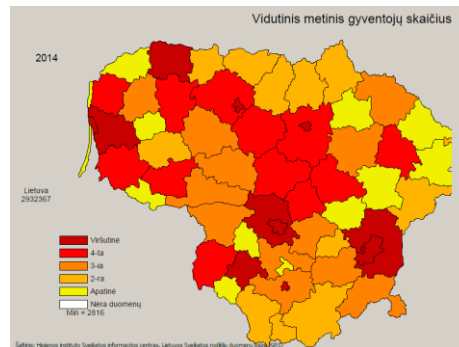 Vidutinis metinis gyventojų skaičius
2014
Lietuva
2932367
Viršutinė
4-ta
3-ia
2-ra
Apatinė
Nėra duomenų
Min = 2816
Šaltinis: Higienos instituto Sveikatos informacijos centras, Lietuvos Sveikatos rodiklių duomenų bazė